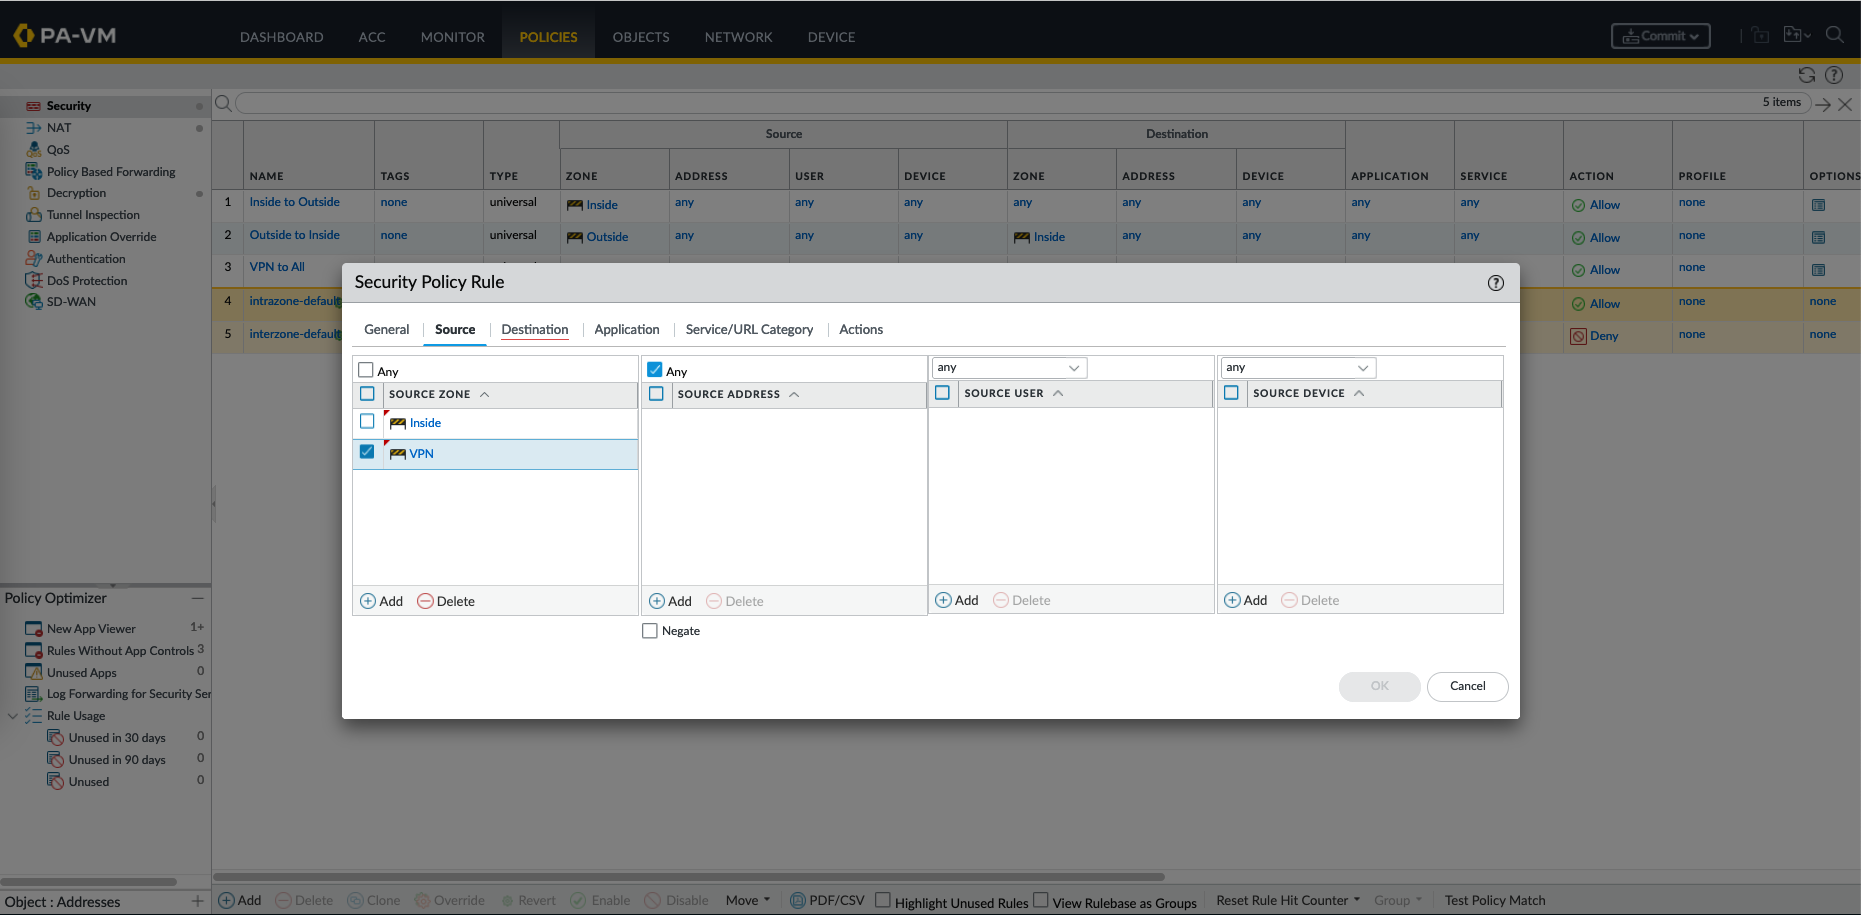 PA-VM
DASHBOARD ACC MONITOR POLICIES OBJECTS NETWORK DEVICE Commit
Security
NAT
QoS
Policy Based Forwarding
Decryption
Tunnel Inspection
Application Override
Authentication
DoS Protection
SD-WAN
5 items
Source Destination
NAME TAGS TYPE ZONE ADDRESS USER DEVICE ZONE ADDRESS DEVICE APPLICATION SERVICE ACTION PROFILE OPTIONS
1 Inside to Outside none universal Inside any any any any any any any any Allow none
2 Outside to Inside none universal Outside any any any Inside any any any any Allow none
3 VPN to All Allow none
4 intrazone-default Allow none none
5 interzone-default Deny none none
Security Policy Rule
General Source Destination Application Service/URL Category Actions
Any Any any any
SOURCE ZONE SOURCE ADDRESS SOURCE USER SOURCE DEVICE
Inside
VPN
Add Delete Add Delete Add Delete Add Delete
Negate
OK Cancel
Policy Optimizer
New App Viewer 1+
Rules Without App Controls 3
Unused Apps 0
Log Forwarding for Security Ser
Rule Usage
Unused in 30 days 0
Unused in 90 days 0
Unused 0
Object : Addresses
Add Delete Clone Override Revert Enable Disable Move PDF/CSV Highlight Unused Rules View Rulebase as Groups Reset Rule Hit Counter Group Test Policy Match